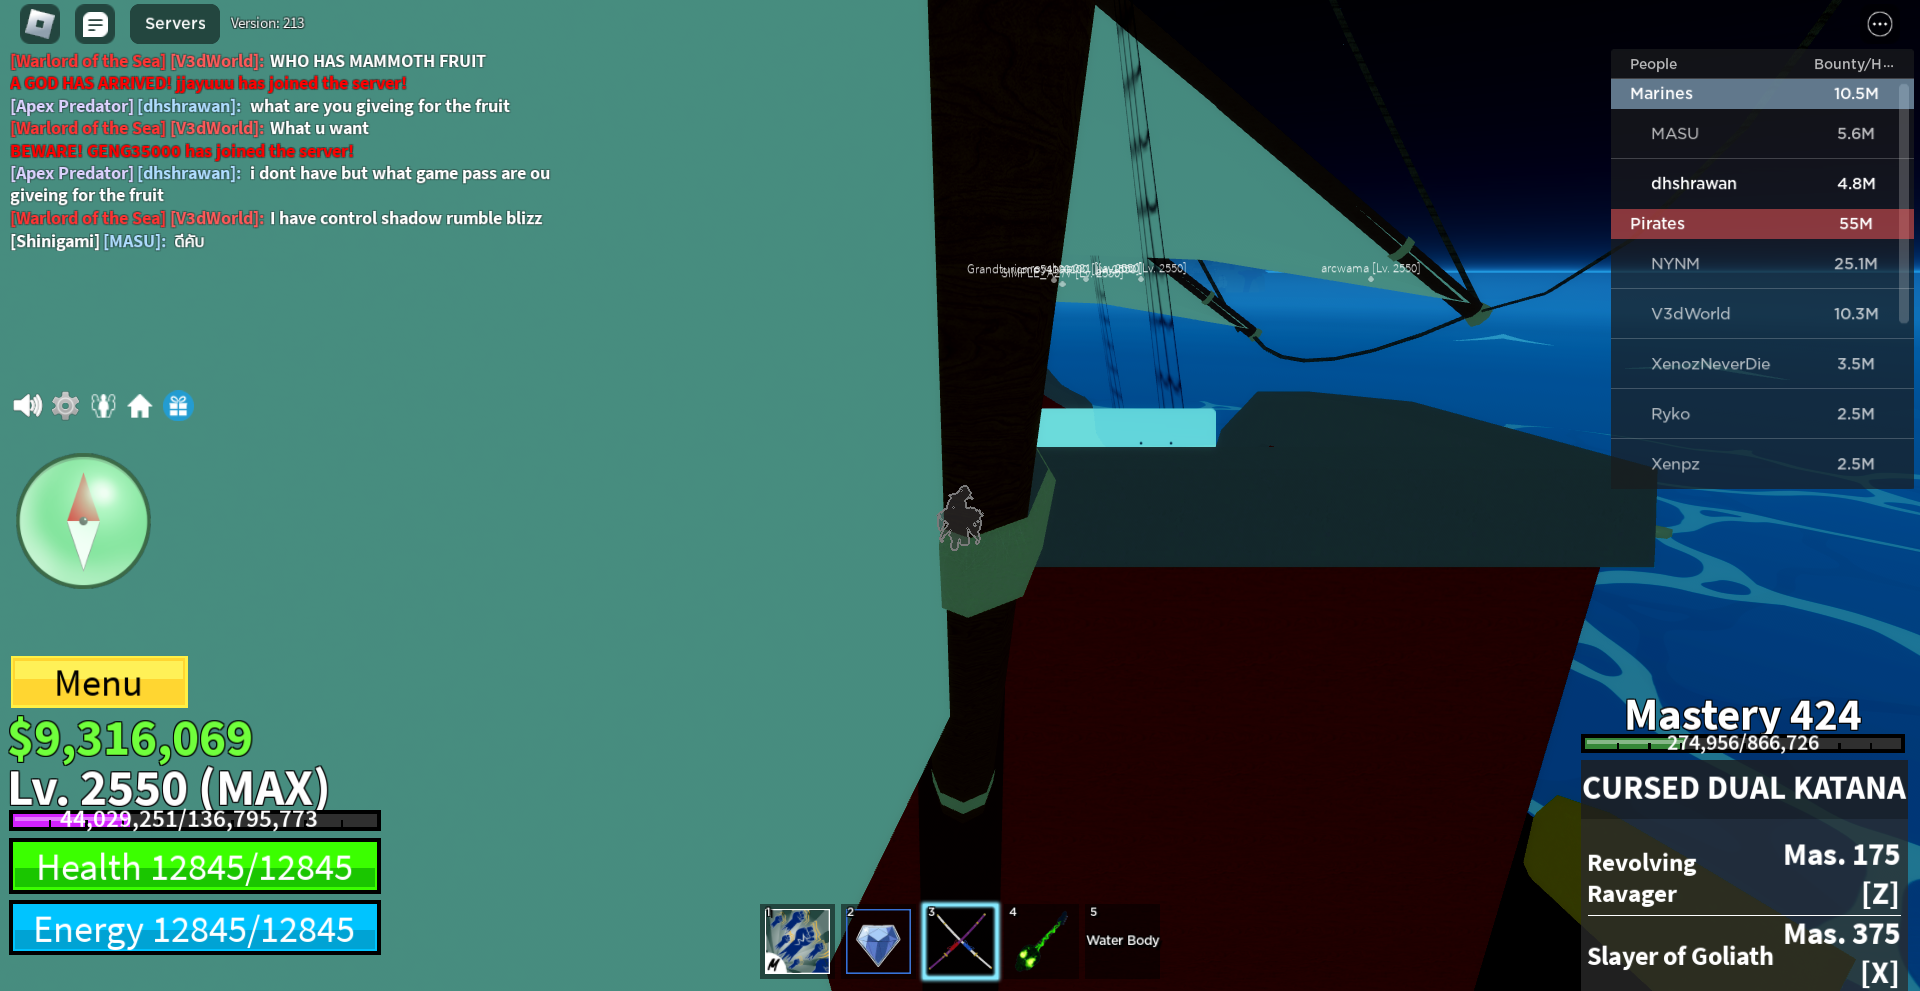 Servers Version: 213
[Warlord of the Sea] [V3dWorld]: WHO HAS MAMMOTH FRUIT
A GOD HAS ARRIVED! jjayuuu has joined the server!
[Apex Predator] [dhshrawan]: what are you giveing for the fruit
[Warlord of the Sea] [V3dWorld]: What u want
BEWARE! GENG35000 has joined the server!
[Apex Predator] [dhshrawan]: i dont have but what game pass are ou
giveing for the fruit
[Warlord of the Sea] [V3dWorld]: I have control shadow rumble blizz
[Shinigami] [MASU]: ดีคับ
People Bounty/H...
Marines 10.5M
MASU 5.6M
dhshrawan 4.8M
Pirates 55M
NYNM 25.1M
V3dWorld 10.3M
XenozNeverDie 3.5M
Ryko 2.5M
Xenpz 2.5M
[Lv. 2550]
arcwama [Lv. 2550]
Menu
$9,316,069
Lv. 2550 (MAX)
44,029,251/136,795,773
Health 12845/12845
Energy 12845/12845
1
2
3
4
5
Water Body
Mastery 424
274,956/866,726
CURSED DUAL KATANA
Revolving Ravager Mas. 175 [Z]
Slayer of Goliath Mas. 375 [X]